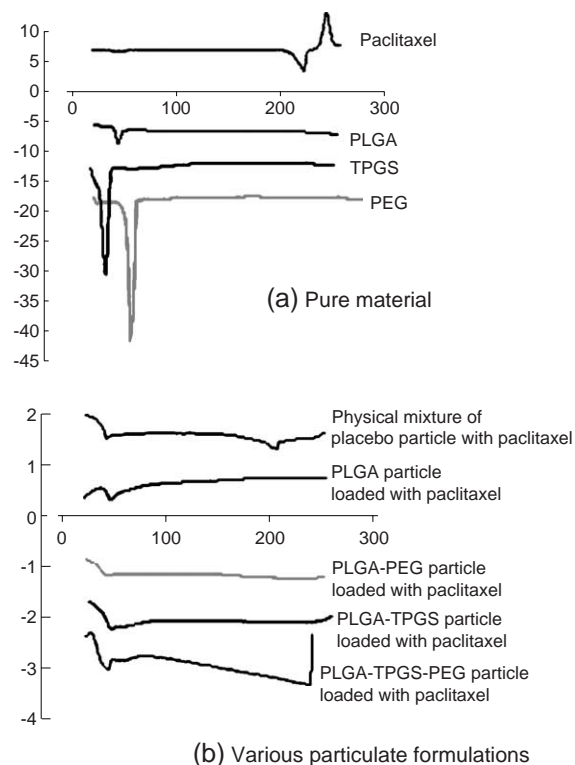 10
5
0
-5
-10
-15
-20
-25
-30
-35
-40
-45
0
100
200
300
Paclitaxel
PLGA
TPGS
PEG
(a) Pure material
2
1
0
-1
-2
-3
-4
0
100
200
300
Physical mixture of
placebo particle with paclitaxel
PLGA particle
loaded with paclitaxel
PLGA-PEG particle
loaded with paclitaxel
PLGA-TPGS particle
loaded with paclitaxel
PLGA-TPGS-PEG particle
loaded with paclitaxel
(b) Various particulate formulations